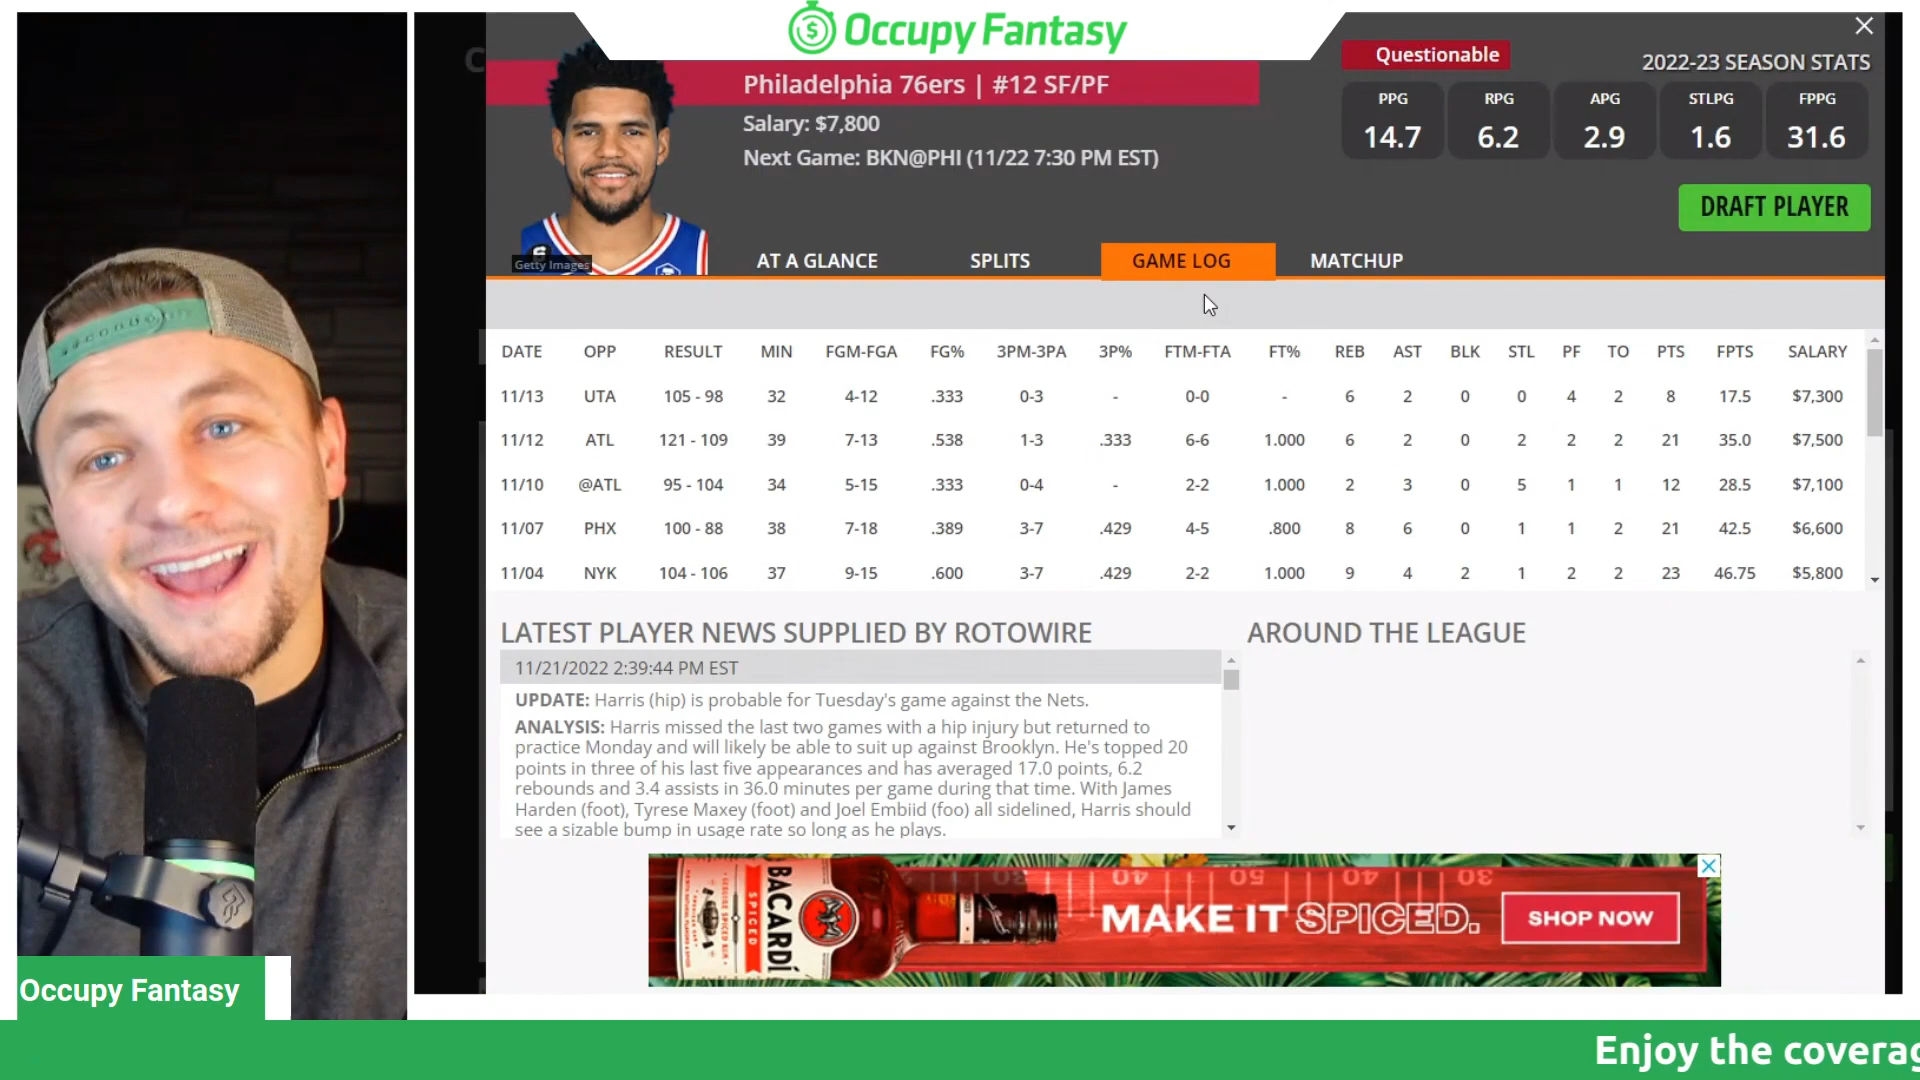 Occupy Fantasy
Questionable
2022-23 SEASON STATS
Philadelphia 76ers | #12 SF/PF
Salary: $7,800
Next Game: BKN@PHI (11/22 7:30 PM EST)
PPG RPG APG STLPG FPPG
14.7 6.2 2.9 1.6 31.6
DRAFT PLAYER
Getty Images
AT A GLANCE SPLITS GAME LOG MATCHUP
DATE OPP RESULT MIN FGM-FGA FG% 3PM-3PA 3P% FTM-FTA FT% REB AST BLK STL PF TO PTS FPTS SALARY
11/13 UTA 105 - 98 32 4-12 .333 0-3 - 0-0 - 6 2 0 0 4 2 8 17.5 $7,300
11/12 ATL 121 - 109 39 7-13 .538 1-3 .333 6-6 1.000 6 2 0 2 2 2 21 35.0 $7,500
11/10 @ATL 95 - 104 34 5-15 .333 0-4 - 2-2 1.000 2 3 0 5 1 1 12 28.5 $7,100
11/07 PHX 100 - 88 38 7-18 .389 3-7 .429 4-5 .800 8 6 0 1 1 2 21 42.5 $6,600
11/04 NYK 104 - 106 37 9-15 .600 3-7 .429 2-2 1.000 9 4 2 1 2 2 23 46.75 $5,800
LATEST PLAYER NEWS SUPPLIED BY ROTOWIRE
AROUND THE LEAGUE
11/21/2022 2:39:44 PM EST
UPDATE: Harris (hip) is probable for Tuesday's game against the Nets.
ANALYSIS: Harris missed the last two games with a hip injury but returned to
practice Monday and will likely be able to suit up against Brooklyn. He's topped 20
points in three of his last five appearances and has averaged 17.0 points, 6.2
rebounds and 3.4 assists in 36.0 minutes per game during that time. With James
Harden (foot), Tyrese Maxey (foot) and Joel Embiid (foo) all sidelined, Harris should
see a sizable bump in usage rate so long as he plays.
BACARDÍ
SPICED
30 40 50 40 30
MAKE IT SPICED.
SHOP NOW
Occupy Fantasy
Enjoy the coverag